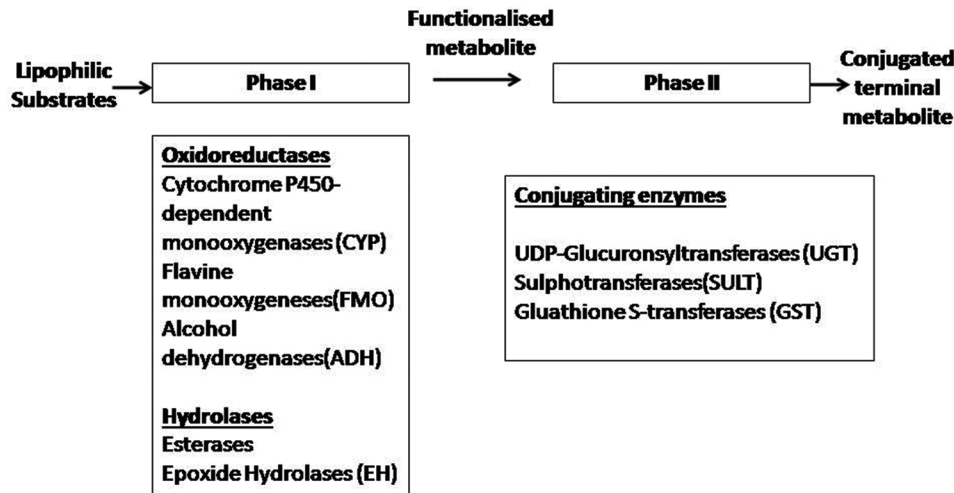 Lipophilic
Substrates
Phase I
Functionalised
metabolite
Phase II
Conjugated
terminal
metabolite
Oxidoreductases
Cytochrome P450-
dependent
monooxygenases (CYP)
Flavine
monooxygeneses(FMO)
Alcohol
dehydrogenases(ADH)
Hydrolases
Esterases
Epoxide Hydrolases (EH)
Conjugating enzymes
UDP-Glucuronsyltransferases (UGT)
Sulphotransferases(SULT)
Gluathione S-transferases (GST)